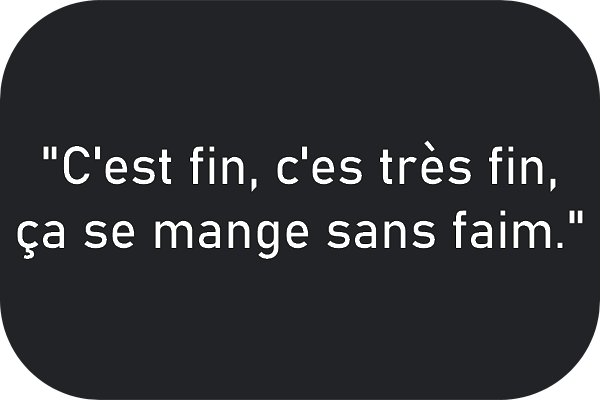 "C'est fin, c'es très fin,
ça se mange sans faim."